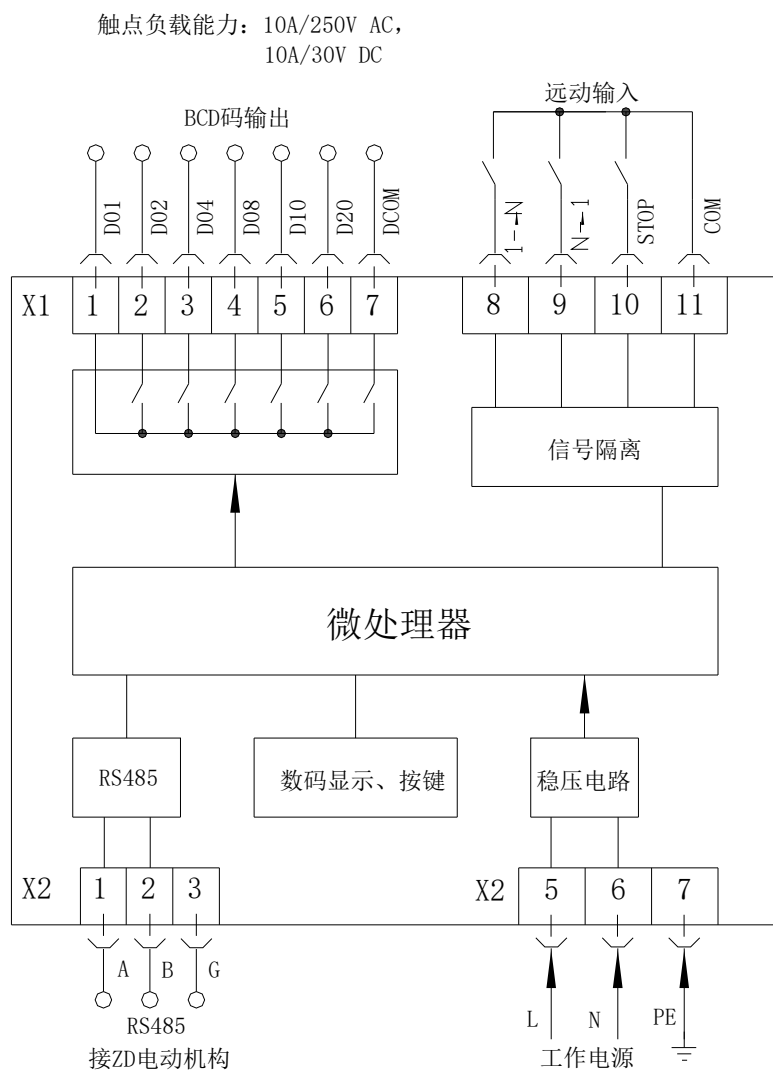 触点负载能力：10A/250V AC，
10A/30V DC
BCD码输出
远动输入
D01
D02
D04
D08
D10
D20
DCOM
1→N
N→1
STOP
COM
X1
1 2 3 4 5 6 7
8 9 10 11
信号隔离
微处理器
RS485
数码显示、按键
稳压电路
X2
1 2 3
X2
5 6 7
A B G
RS485
接ZD电动机构
L N PE
工作电源